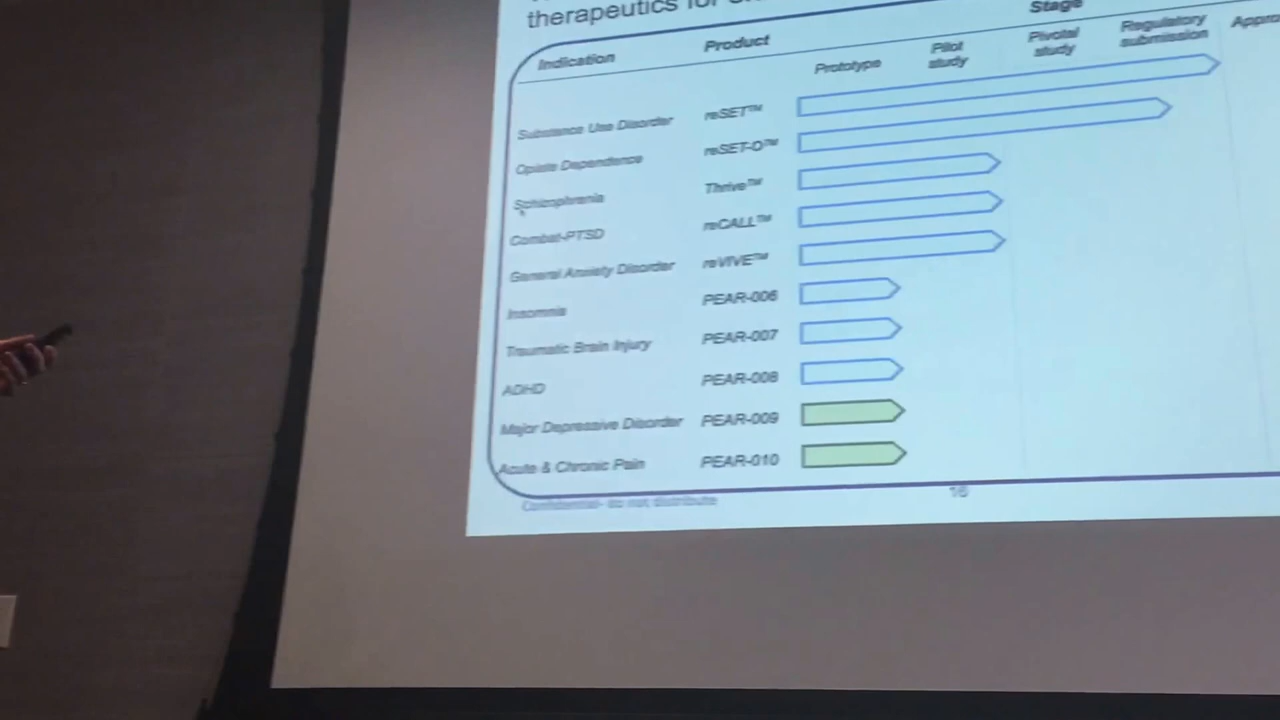 therapeutics for
Stage
Indication Product Prototype Pilot study Pivotal study Regulatory submission
Substance Use Disorder reSET™
Opiate Dependence reSET-O™
Schizophrenia Thrive™
Combat-PTSD reCALL™
General Anxiety Disorder reVIVE™
Insomnia PEAR-006
Traumatic Brain Injury PEAR-007
ADHD PEAR-008
Major Depressive Disorder PEAR-009
Acute & Chronic Pain PEAR-010
Confidential- do not distribute 16